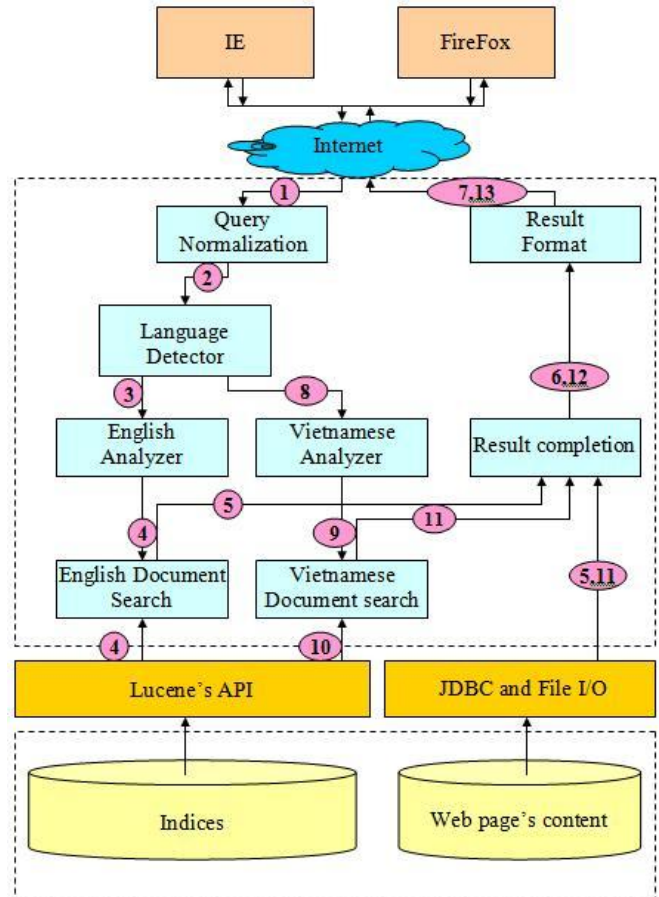 IE
FireFox
Internet
1
7,13
Query
Normalization
Result
Format
2
Language
Detector
6,12
3
8
English
Analyzer
Vietnamese
Analyzer
Result completion
5
11
4
9
English Document
Search
Vietnamese
Document search
5,11
4
10
Lucene's API
JDBC and File I/O
Indices
Web page's content